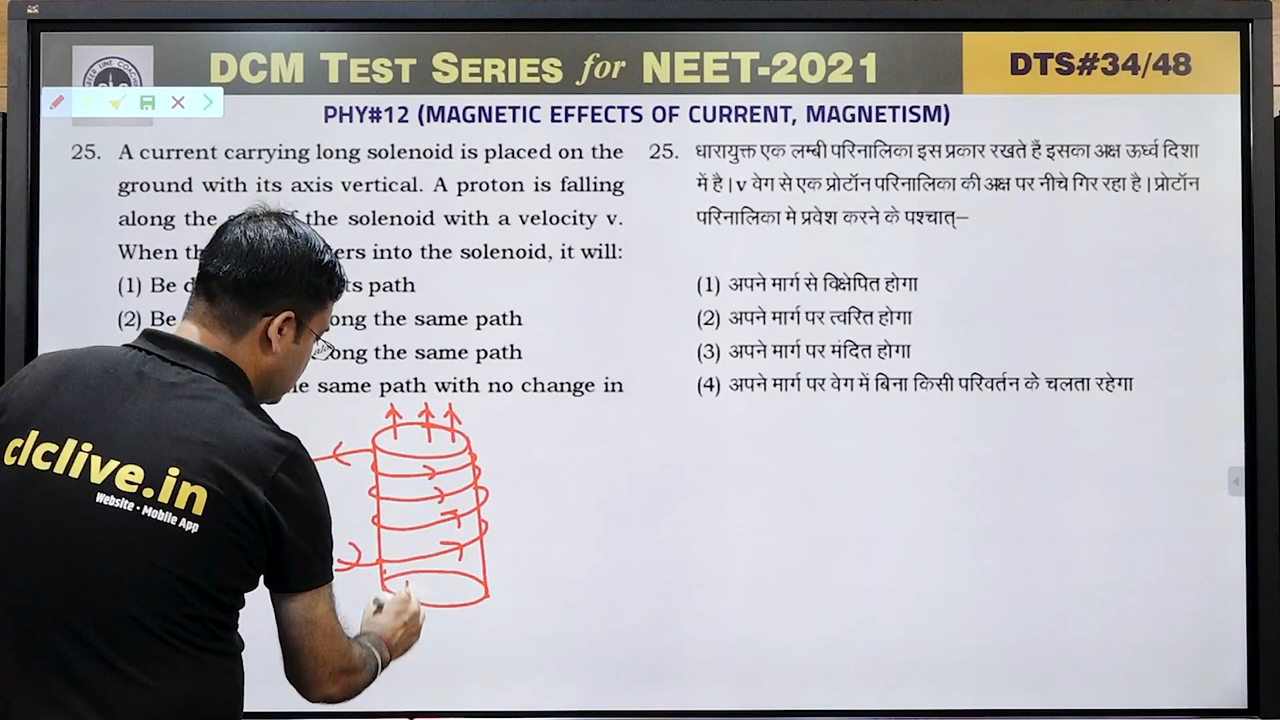 DCM TEST SERIES for NEET-2021
DTS#34/48
PHY#12 (MAGNETIC EFFECTS OF CURRENT, MAGNETISM)
25. A current carrying long solenoid is placed on the
ground with its axis vertical. A proton is falling
along the the solenoid with a velocity v.
When into the solenoid, it will:
(1) Be path
(2) Be the same path
the same path
same path with no change in
25. धारायुक्त एक लम्बी परिनालिका इस प्रकार रखते हैं इसका अक्ष ऊर्ध्व दिशा
में है। v वेग से एक प्रोटॉन परिनालिका की अक्ष पर नीचे गिर रहा है। प्रोटॉन
परिनालिका मे प्रवेश करने के पश्चात्–
(1) अपने मार्ग से विक्षेपित होगा
(2) अपने मार्ग पर त्वरित होगा
(3) अपने मार्ग पर मंदित होगा
(4) अपने मार्ग पर वेग में बिना किसी परिवर्तन के चलता रहेगा
clclive.in
Website • Mobile App